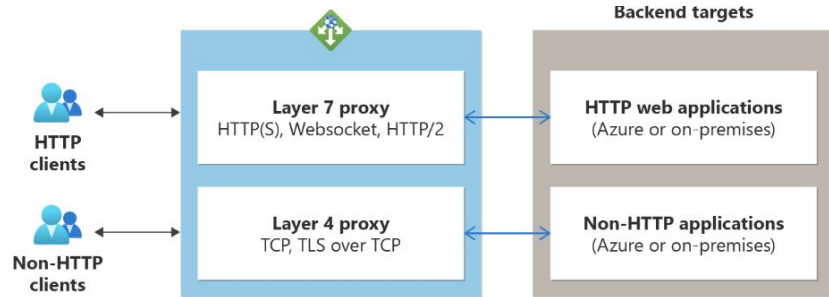 Backend targets
HTTP
clients
Layer 7 proxy
HTTP(S), Websocket, HTTP/2
HTTP web applications
(Azure or on-premises)
Non-HTTP
clients
Layer 4 proxy
TCP, TLS over TCP
Non-HTTP applications
(Azure or on-premises)